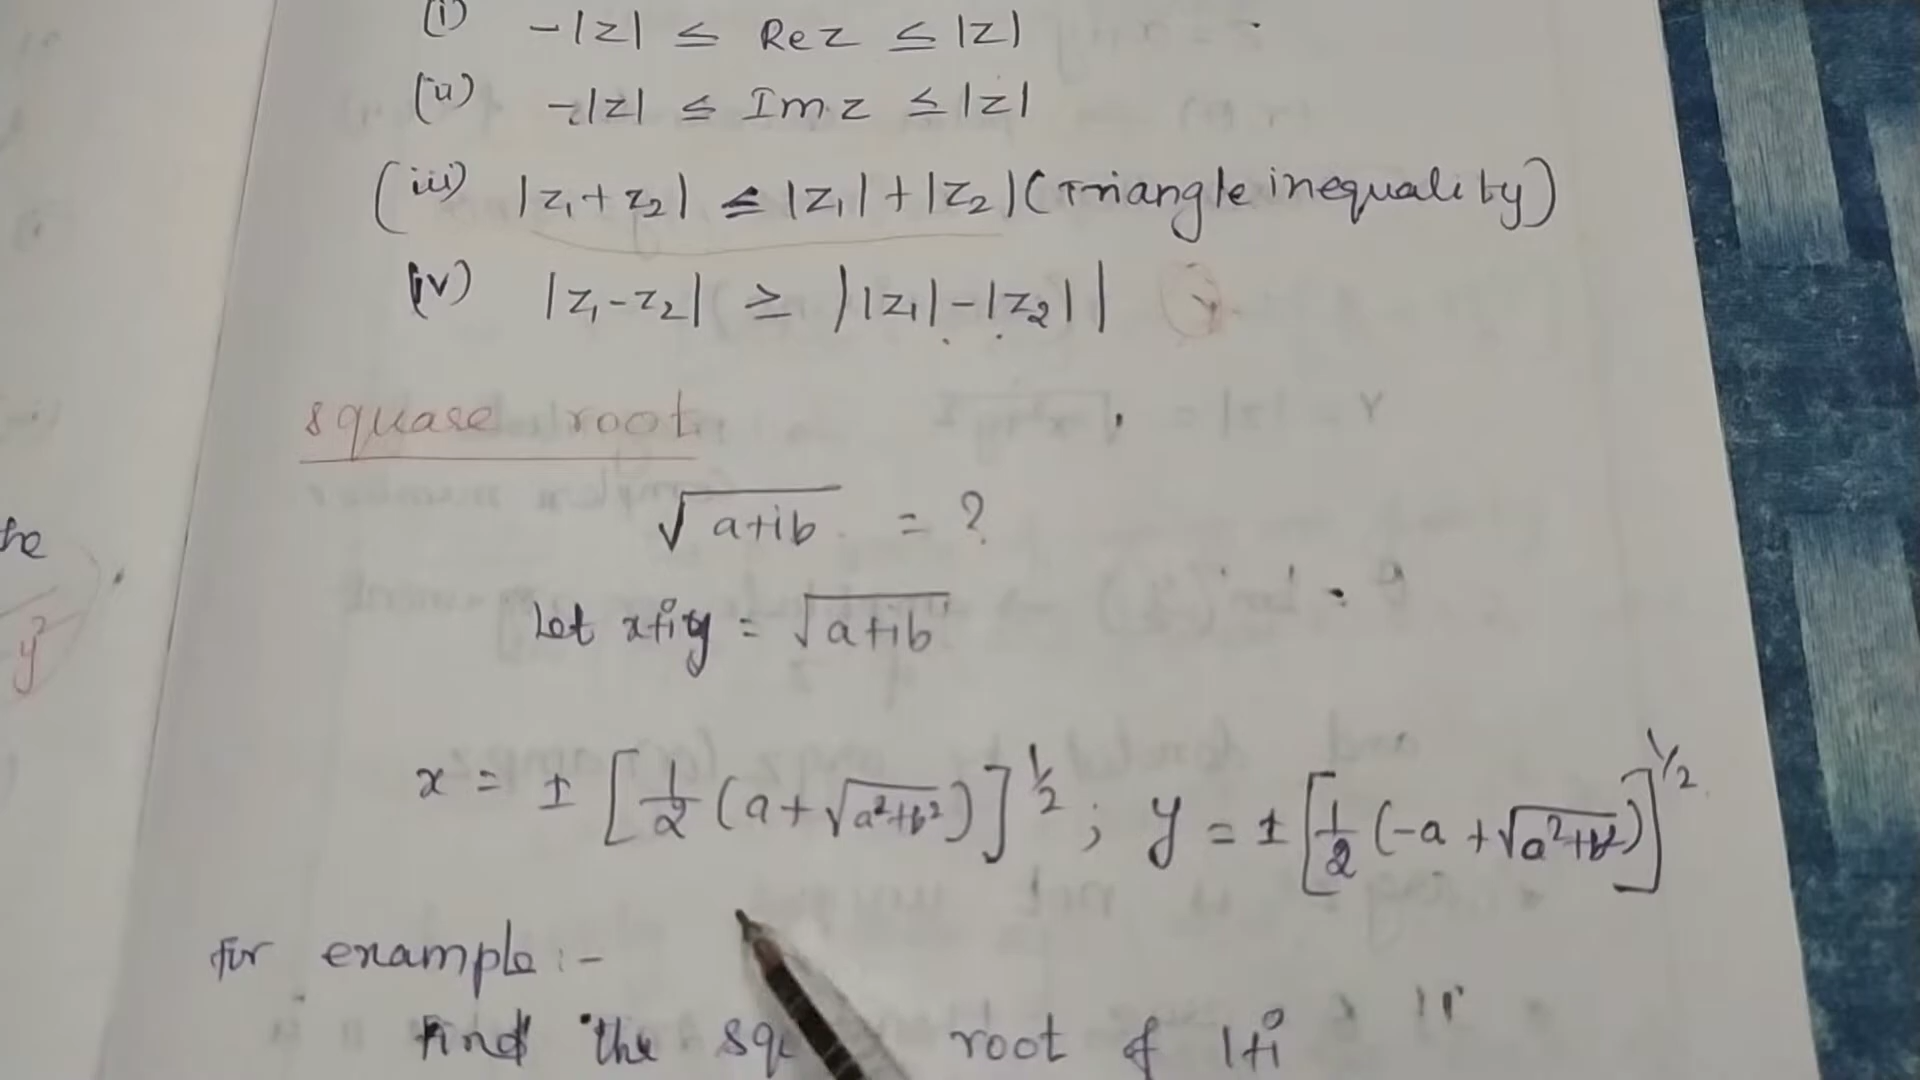 (i) -|z| ≤ Re z ≤ |z|
(ii) -|z| ≤ Im z ≤ |z|
(iii) |z₁+z₂| ≤ |z₁|+|z₂| (Triangle inequality)
(iv) |z₁-z₂| ≥ ||z₁|-|z₂||
square root
√(a+ib) = ?
Let x+iy = √(a+ib)
x = ± [1/2 (a+√(a²+b²))]^1/2 ; y = ± [1/2 (-a+√(a²+b²))]^1/2
for example :-
Find the root of 1+i